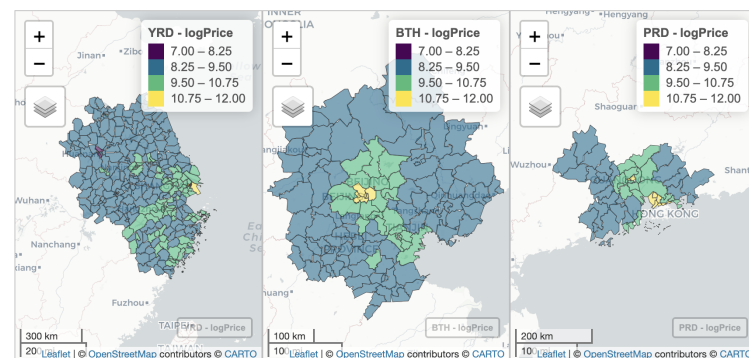 +
−
Jinan
Wuhan
Nanchang
Fuzhou
TAIPEI
YRD - logPrice
7.00 – 8.25
8.25 – 9.50
9.50 – 10.75
10.75 – 12.00
300 km
Leaflet | © OpenStreetMap contributors © CARTO
INNER
+
−
BTH - logPrice
7.00 – 8.25
8.25 – 9.50
9.50 – 10.75
10.75 – 12.00
BTH - logPrice
100 km
Leaflet | © OpenStreetMap contributors © CARTO
Hengyang
Hengyang
+
−
PRD - logPrice
7.00 – 8.25
8.25 – 9.50
9.50 – 10.75
10.75 – 12.00
Shaoguan
Wuzhou
HONG KONG
PRD - logPrice
200 km
Leaflet | © OpenStreetMap contributors © CARTO